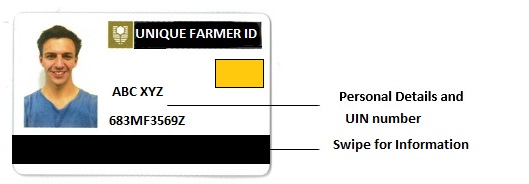 UNIQUE FARMER ID
ABC XYZ
683MF3569Z
Personal Details and
UIN number
Swipe for Information